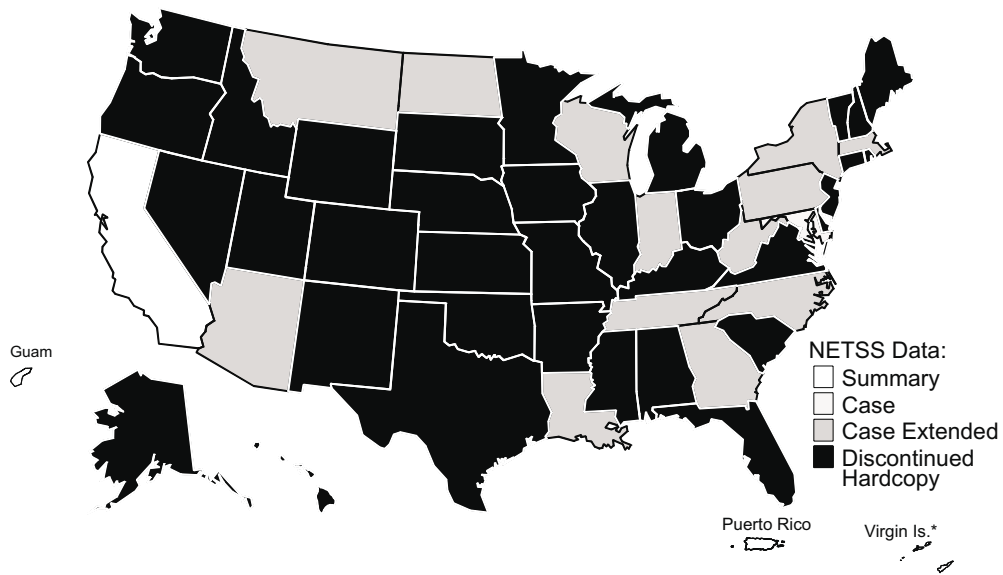 Guam
NETSS Data:
Summary
Case
Case Extended
Discontinued
Hardcopy
Puerto Rico
Virgin Is.*